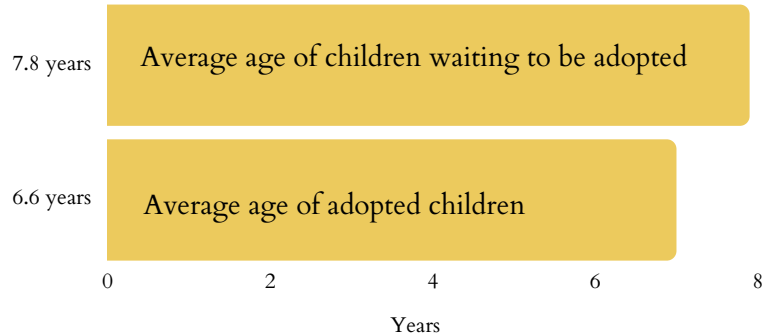 7.8 years
Average age of children waiting to be adopted
6.6 years
Average age of adopted children
0 2 4 6 8
Years